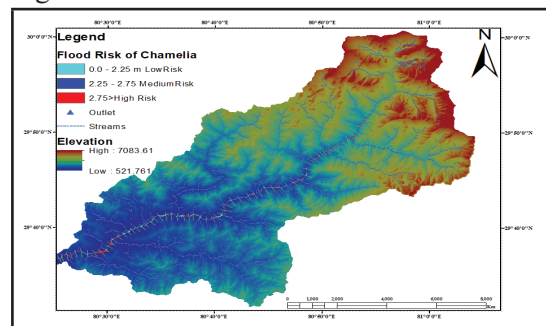 80°30'0"E 80°40'0"E 80°50'0"E 81°0'0"E
Legend
Flood Risk of Chamelia
0.0 - 2.25 m LowRisk
2.25 - 2.75 MediumRisk
2.75>High Risk
Outlet
Streams
Elevation
High : 7083.61
Low : 521.761
N
30°0'0"N 30°0'0"N
29°50'0"N 29°50'0"N
29°40'0"N 29°40'0"N
0 1,000 2,000 4,000 6,000 8,000
Km
80°30'0"E 80°40'0"E 80°50'0"E 81°0'0"E